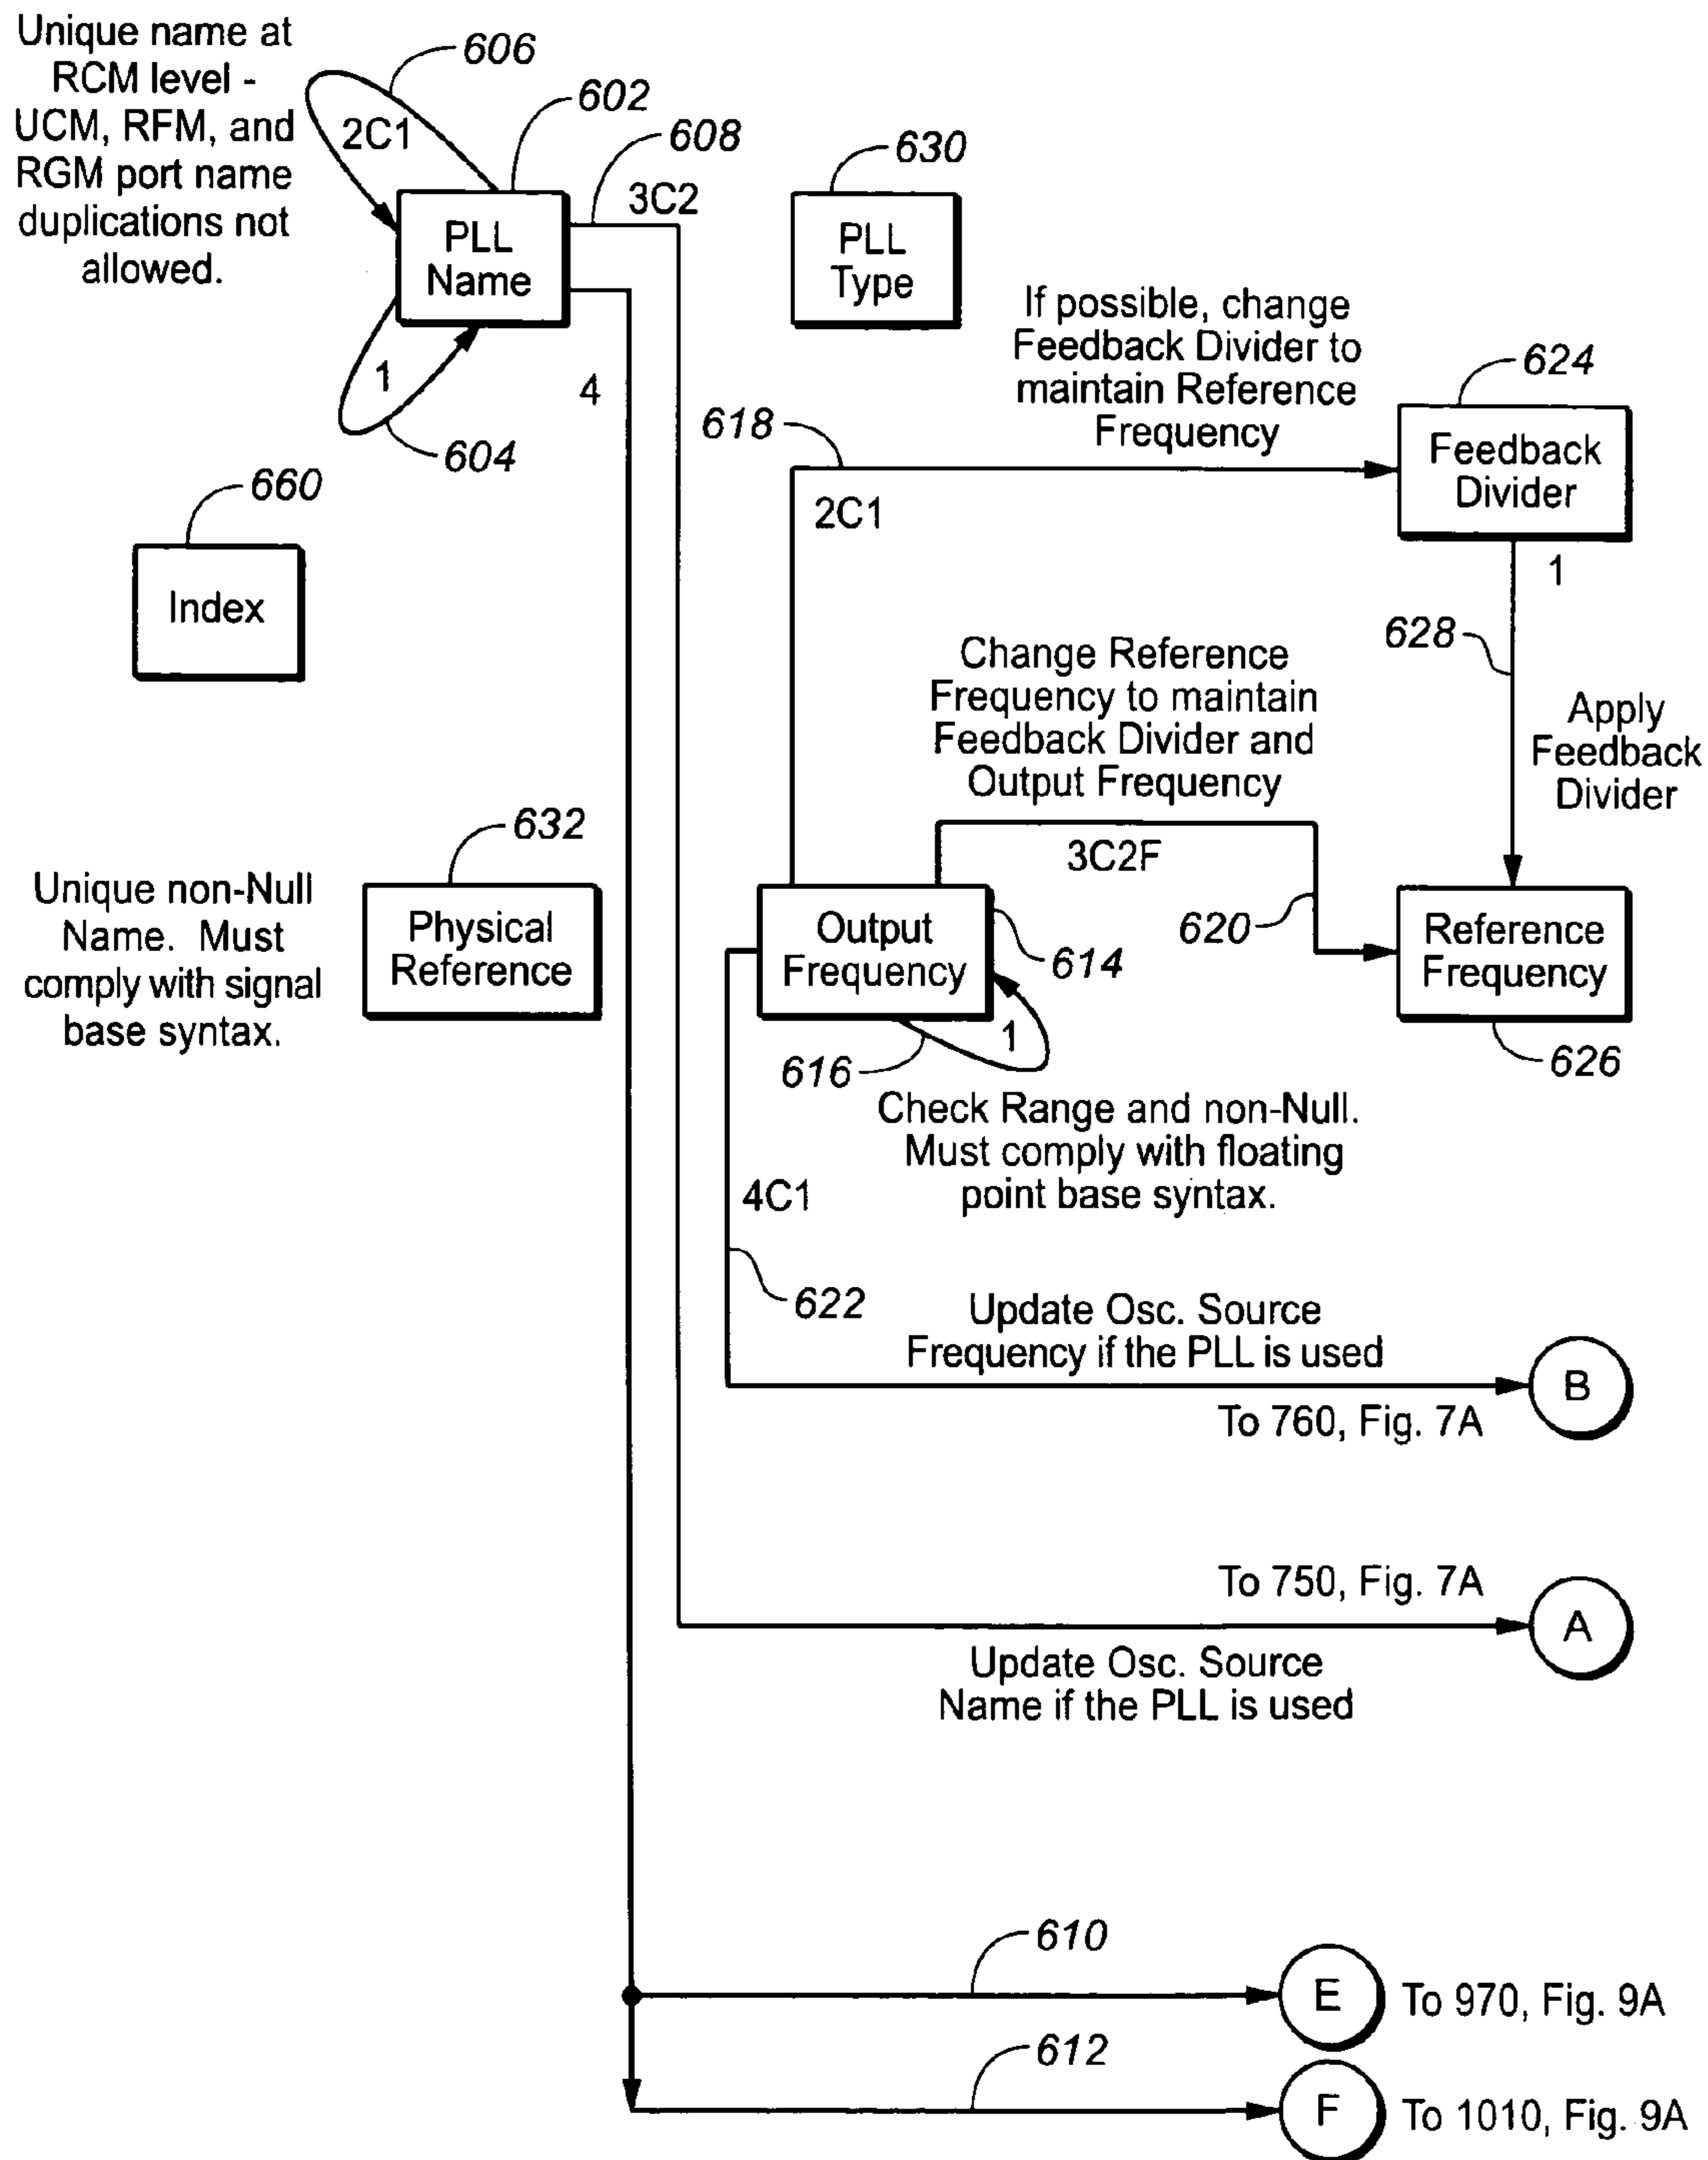 Unique name at
RCM level -
UCM, RFM, and
RGM port name
duplications not
allowed.
606
2C1
602
608
3C2
PLL
Name
1
4
604
630
PLL
Type
If possible, change
Feedback Divider to
maintain Reference
Frequency
618
2C1
624
Feedback
Divider
1
660
Index
628
Apply
Feedback
Divider
Change Reference
Frequency to maintain
Feedback Divider and
Output Frequency
3C2F
620
632
Unique non-Null
Name. Must
comply with signal
base syntax.
Physical
Reference
Output
Frequency
614
Reference
Frequency
626
616
1
Check Range and non-Null.
Must comply with floating
point base syntax.
4C1
622
Update Osc. Source
Frequency if the PLL is used
B
To 760, Fig. 7A
To 750, Fig. 7A
A
Update Osc. Source
Name if the PLL is used
610
E
To 970, Fig. 9A
612
F
To 1010, Fig. 9A